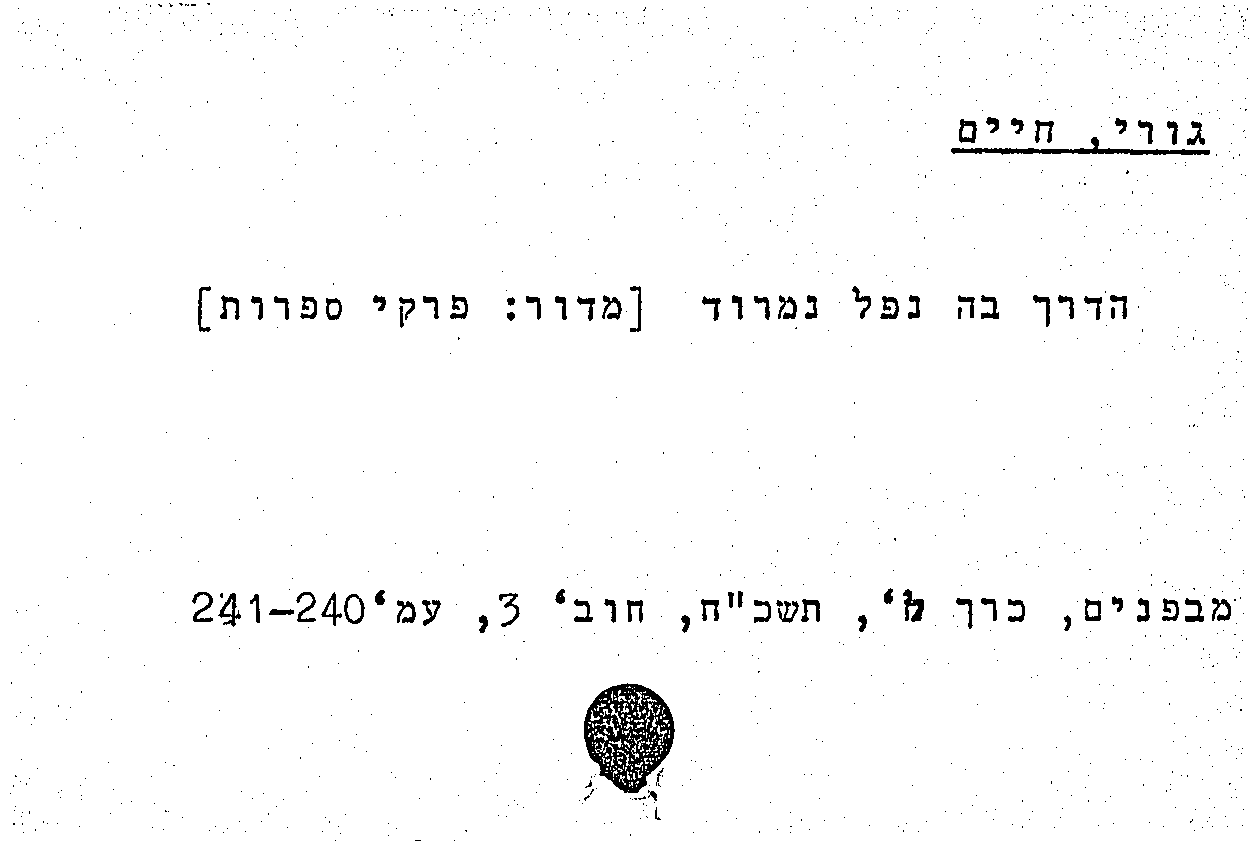 גורי, חיים
הדרך בה נפל נמרוד [מדור: פרקי ספרות]
מבפנים, כרך ל', תשכ"ח, חוב' 3, עמ' 240-241